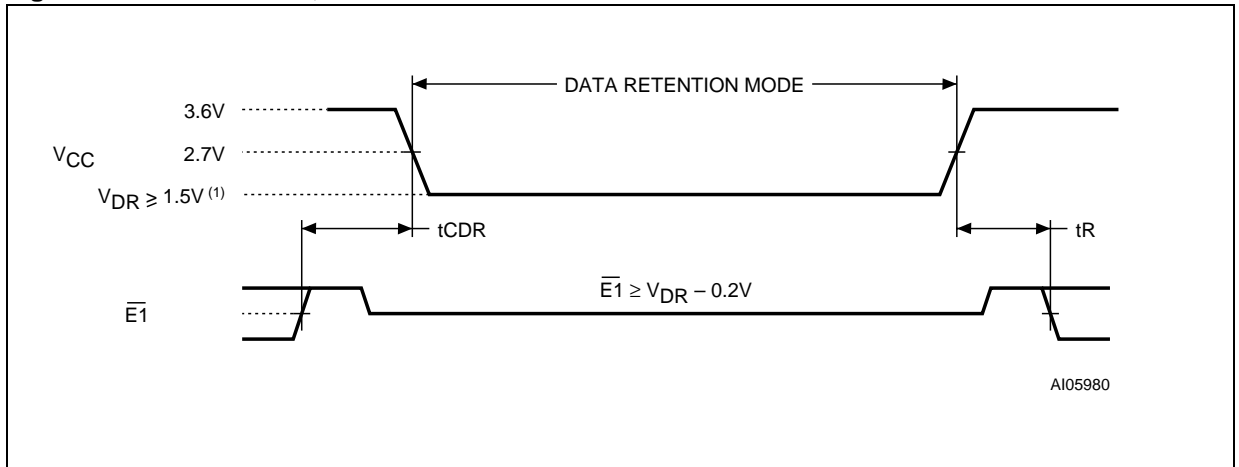 DATA RETENTION MODE
3.6V
VCC
2.7V
VDR ≥ 1.5V (1)
tCDR
tR
E1 ≥ VDR – 0.2V
E1
AI05980